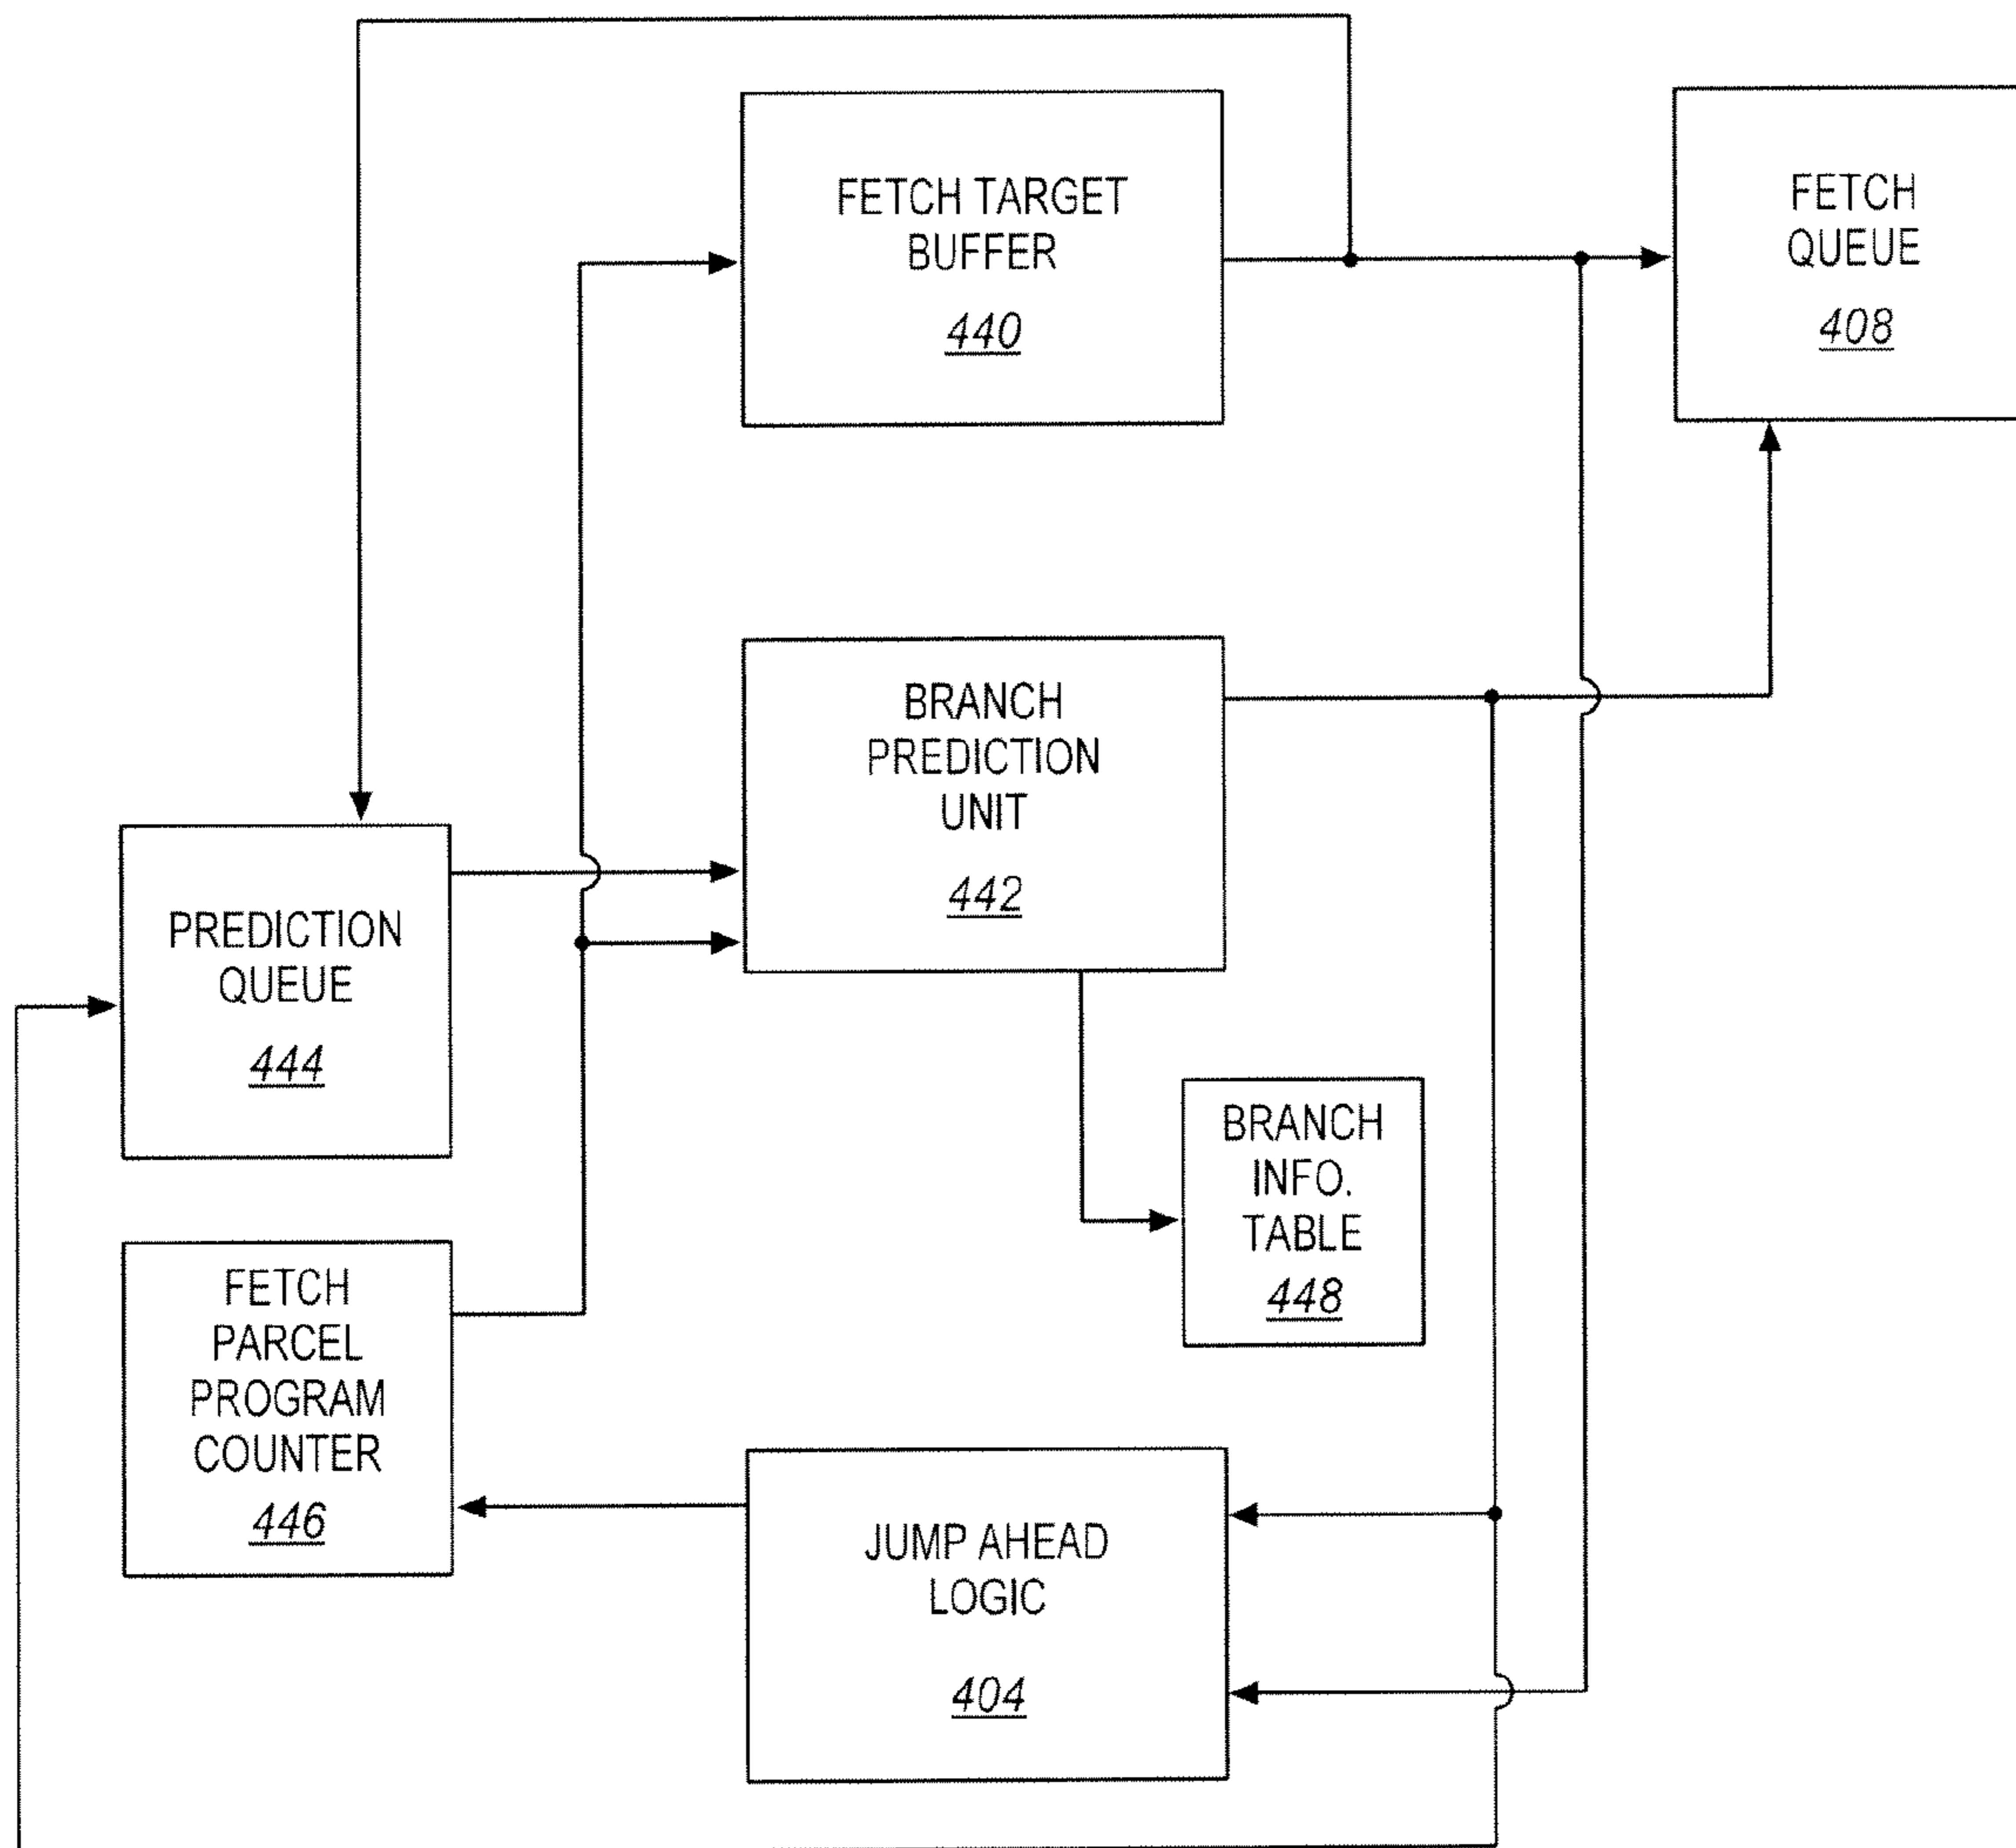 FETCH TARGET
BUFFER
440
FETCH
QUEUE
408
BRANCH
PREDICTION
UNIT
442
PREDICTION
QUEUE
444
BRANCH
INFO.
TABLE
448
FETCH
PARCEL
PROGRAM
COUNTER
446
JUMP AHEAD
LOGIC
404